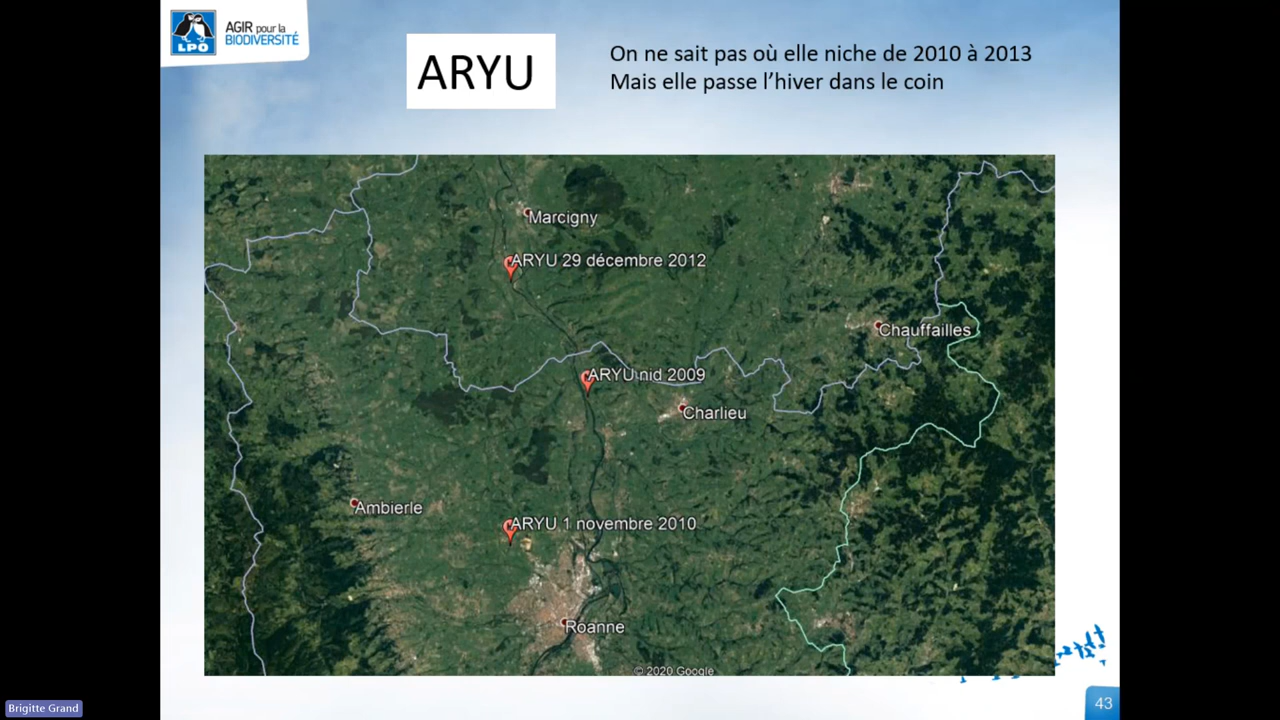 LPO
AGIR pour la
BIODIVERSITÉ
ARYU
On ne sait pas où elle niche de 2010 à 2013
Mais elle passe l’hiver dans le coin
Marcigny
ARYU 29 décembre 2012
Chauffailles
ARYU nid 2009
Charlieu
Ambierle
ARYU 1 novembre 2010
Roanne
© 2020 Google
43
Brigitte Grand